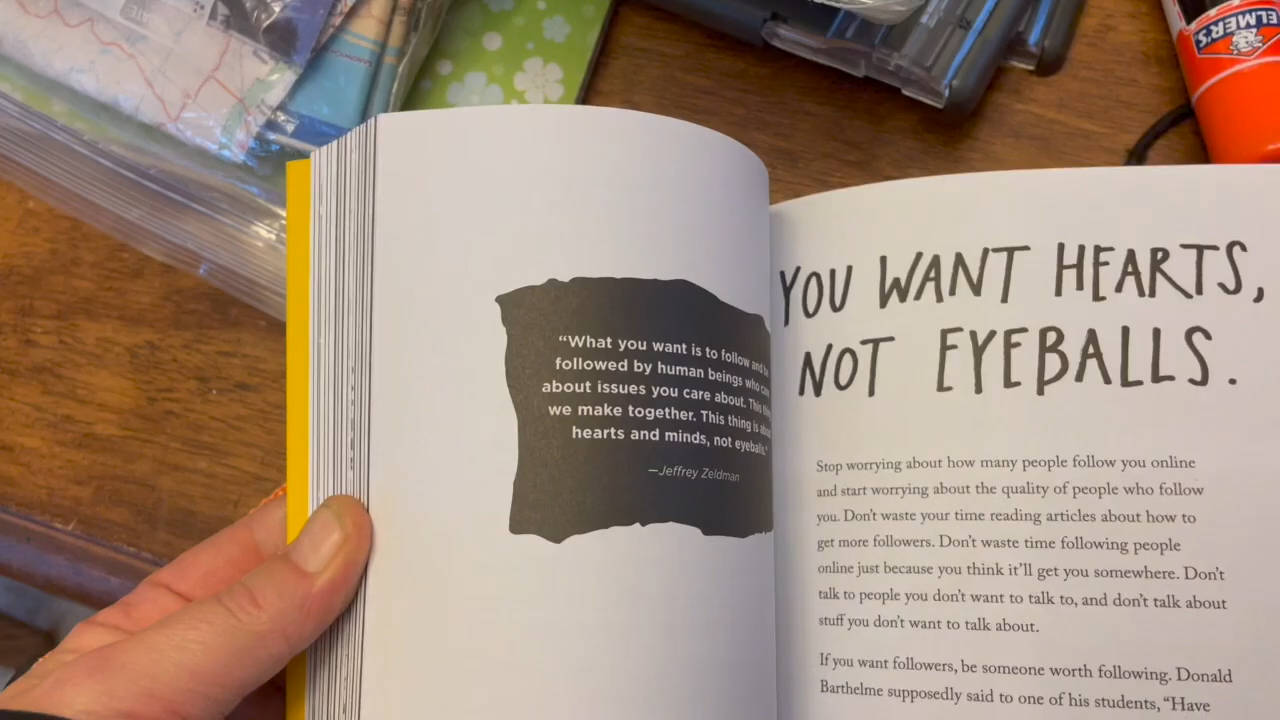 ELMER'S
“What you want is to follow and be
followed by human beings who care
about issues you care about. This thing
we make together. This thing is about
hearts and minds, not eyeballs.”
—Jeffrey Zeldman
YOU WANT HEARTS,
NOT EYEBALLS.
Stop worrying about how many people follow you online
and start worrying about the quality of people who follow
you. Don’t waste your time reading articles about how to
get more followers. Don’t waste time following people
online just because you think it’ll get you somewhere. Don’t
talk to people you don’t want to talk to, and don’t talk about
stuff you don’t want to talk about.
If you want followers, be someone worth following. Donald
Barthelme supposedly said to one of his students, “Have